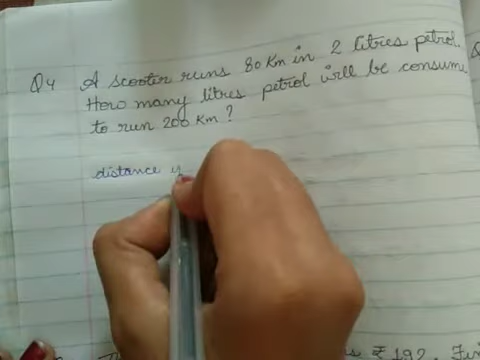 Q4 A scooter runs 80 Km in 2 litres petrol.
How many litres petrol will be consume
to run 200 Km ?
distance
₹ 192.